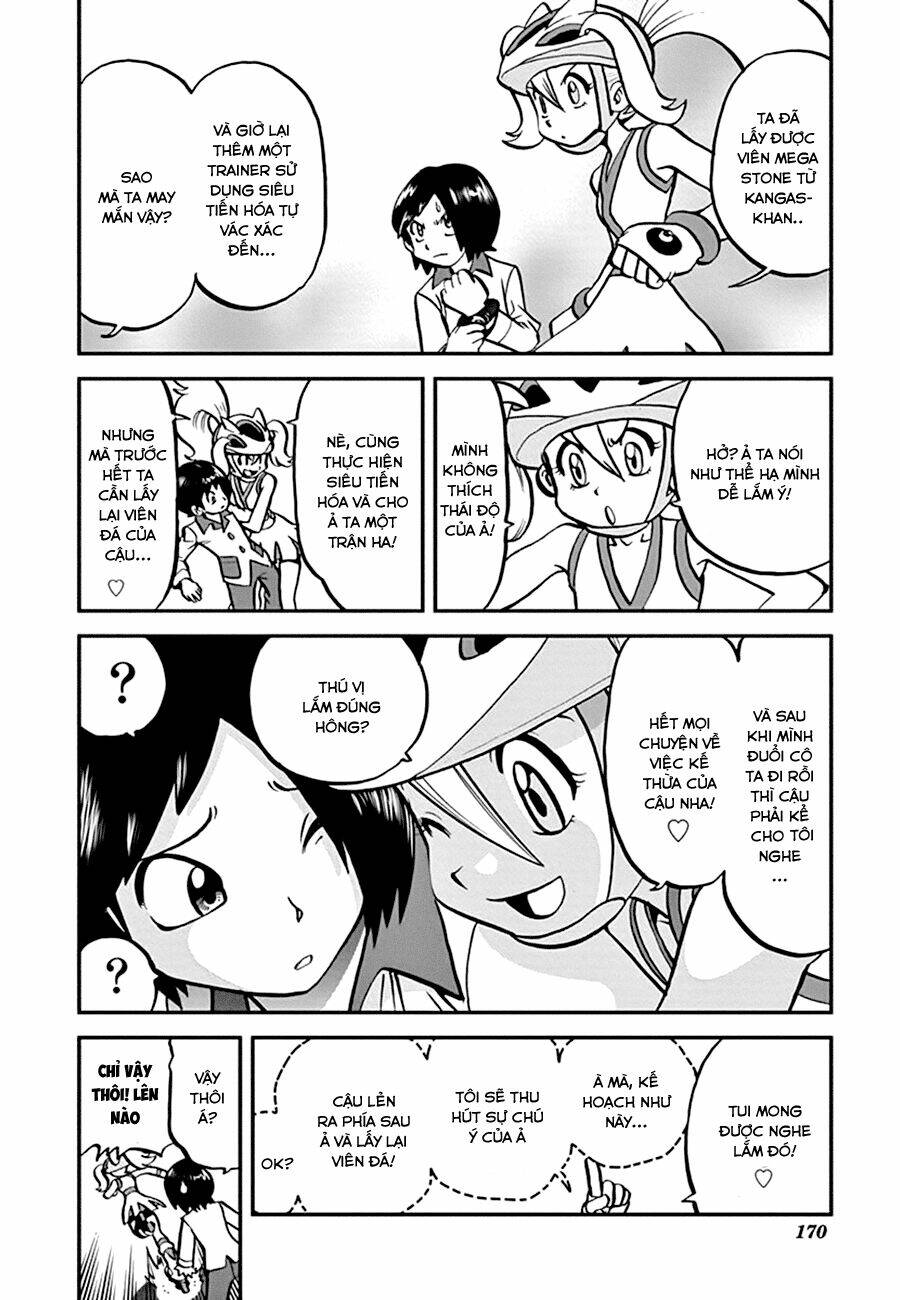 TA ĐÃ
LẤY ĐƯỢC
VIÊN MEGA
STONE TỪ
KANGAS-
KHAN..
VÀ GIỜ LẠI
THÊM MỘT
TRAINER SỬ
DỤNG SIÊU
TIẾN HÓA TỰ
VÁC XÁC
ĐẾN...
SAO
MÀ TA MAY
MẮN VẬY?
HỞ? Ả TA NÓI
NHƯ THỂ HẠ MÌNH
DỄ LẮM Ý!
MÌNH
KHÔNG
THÍCH
THÁI ĐỘ
CỦA Ả!
NÈ, CÙNG
THỰC HIỆN
SIÊU TIẾN
HÓA VÀ CHO
Ả TA MỘT
TRẬN HA!
NHƯNG
MÀ TRƯỚC
HẾT TA
CẦN LẤY
LẠI VIÊN
ĐÁ CỦA
CẬU...
♡
VÀ SAU
KHI MÌNH
ĐUỔI CÔ
TA ĐI RỒI
THÌ CẬU
PHẢI KỂ
CHO TÔI
NGHE
...
HẾT MỌI
CHUYỆN VỀ
VIỆC KẾ
THỪA CỦA
CẬU NHA!
♡
THÚ VỊ
LẮM ĐÚNG
HÔNG?
?
?
TUI MONG
ĐƯỢC NGHE
LẮM ĐÓ!
♡
À MÀ, KẾ
HOẠCH NHƯ
NÀY...
TÔI SẼ THU
HÚT SỰ CHÚ
Ý CỦA Ả
CẬU LẺN
RA PHÍA SAU
Ả VÀ LẤY LẠI
VIÊN ĐÁ!
OK?
VẬY
THÔI
Á?
CHỈ VẬY
THÔI! LÊN
NÀO
170